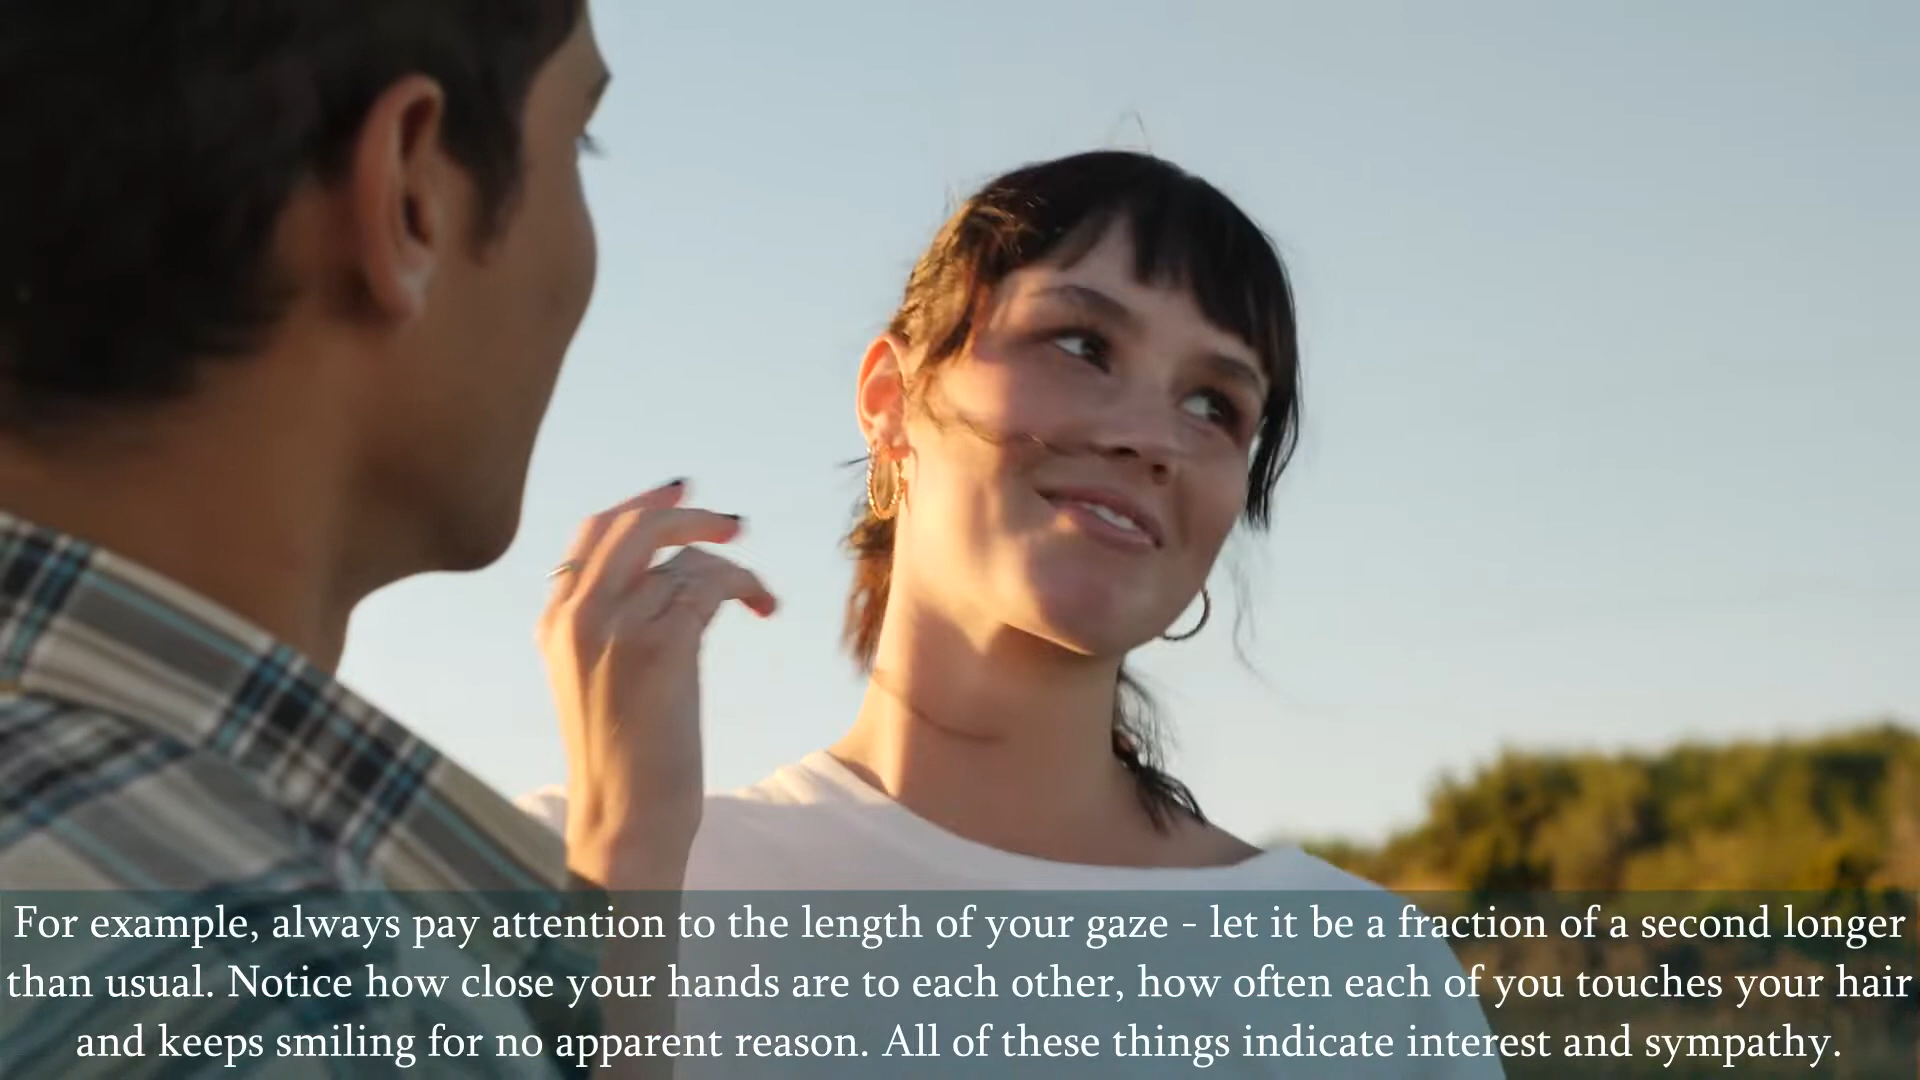 For example, always pay attention to the length of your gaze - let it be a fraction of a second longer
than usual. Notice how close your hands are to each other, how often each of you touches your hair
and keeps smiling for no apparent reason. All of these things indicate interest and sympathy.